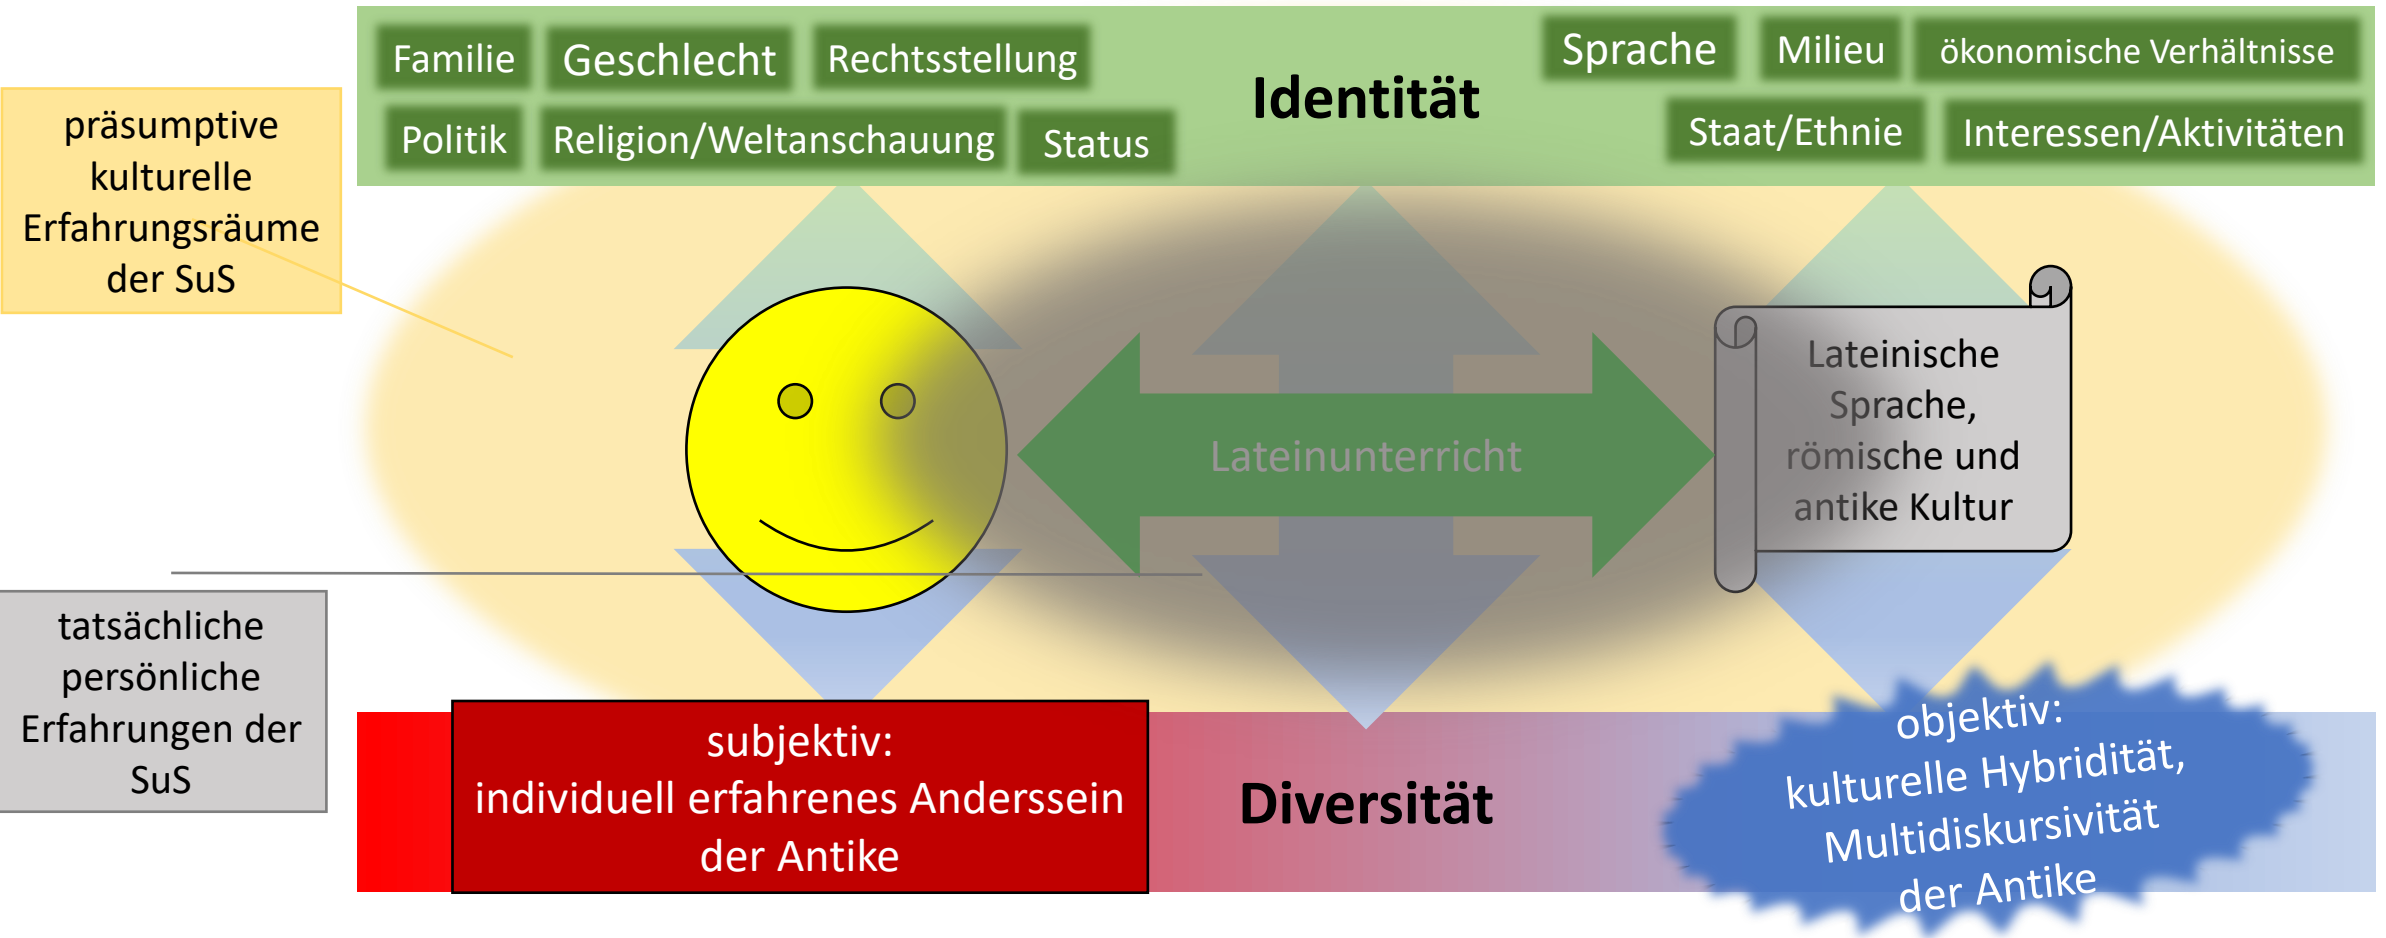 Familie
Geschlecht
Rechtsstellung
Politik
Religion/Weltanschauung
Status
Identität
Sprache
Milieu
ökonomische Verhältnisse
Staat/Ethnie
Interessen/Aktivitäten
präsumptive
kulturelle
Erfahrungsräume
der SuS
Lateinunterricht
Lateinische
Sprache,
römische und
antike Kultur
tatsächliche
persönliche
Erfahrungen der
SuS
subjektiv:
individuell erfahrenes Anderssein
der Antike
Diversität
objektiv:
kulturelle Hybridität,
Multidiskursivität
der Antike